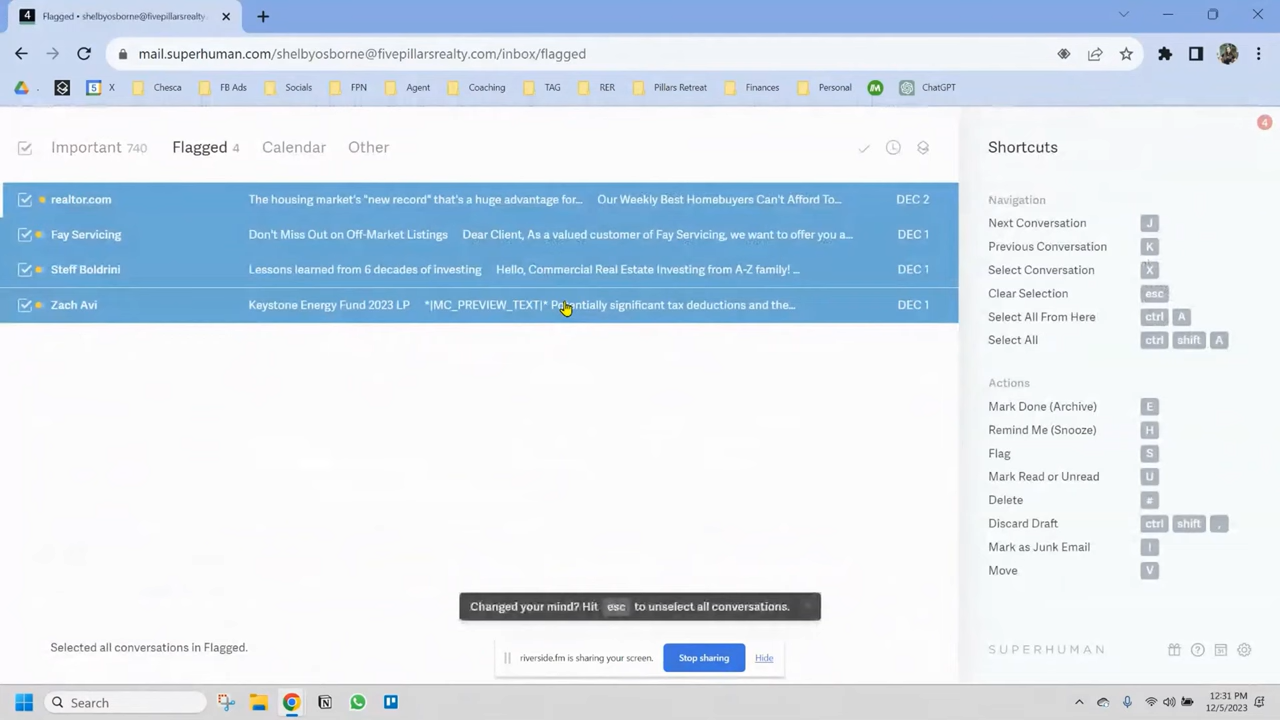 4 Flagged • shelbyosborne@fivepillarsrealty
mail.superhuman.com/shelbyosborne@fivepillarsrealty.com/inbox/flagged
5 X Chesca FB Ads Socials FPN Agent Coaching TAG RER Pillars Retreat Finances Personal ChatGPT
4
Important 740 Flagged 4 Calendar Other
realtor.com The housing market's "new record" that's a huge advantage for... Our Weekly Best Homebuyers Can't Afford To... DEC 2
Fay Servicing Don't Miss Out on Off-Market Listings Dear Client, As a valued customer of Fay Servicing, we want to offer you a... DEC 1
Steff Boldrini Lessons learned from 6 decades of investing Hello, Commercial Real Estate Investing from A-Z family! ... DEC 1
Zach Avi Keystone Energy Fund 2023 LP *|MC_PREVIEW_TEXT|* Potentially significant tax deductions and the... DEC 1
Shortcuts
Navigation
Next Conversation J
Previous Conversation K
Select Conversation X
Clear Selection esc
Select All From Here ctrl A
Select All ctrl shift A
Actions
Mark Done (Archive) E
Remind Me (Snooze) H
Flag S
Mark Read or Unread U
Delete #
Discard Draft ctrl shift ,
Mark as Junk Email !
Move V
Changed your mind? Hit esc to unselect all conversations.
Selected all conversations in Flagged.
SUPERHUMAN
riverside.fm is sharing your screen. Stop sharing Hide
Search
12:31 PM
12/5/2023